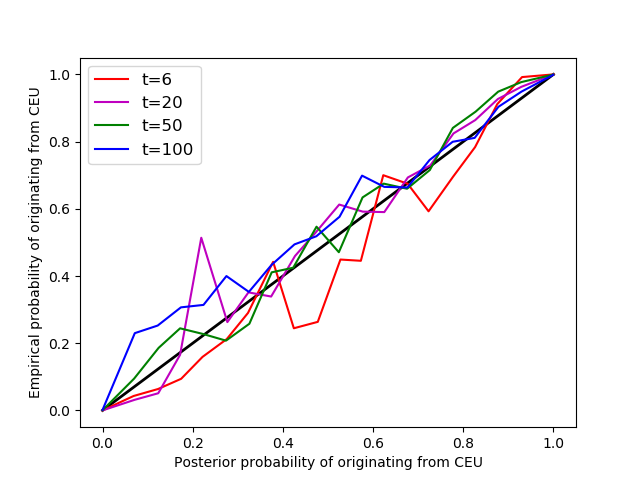 t=6
t=20
t=50
t=100
1.0
0.8
0.6
0.4
0.2
0.0
Empirical probability of originating from CEU
0.0
0.2
0.4
0.6
0.8
1.0
Posterior probability of originating from CEU